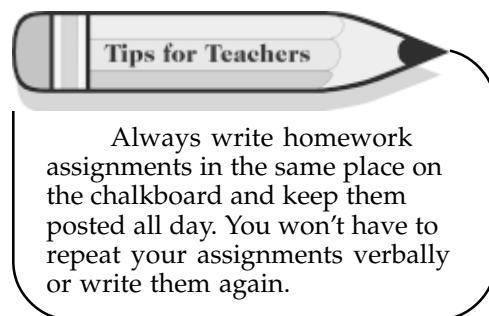 Tips for Teachers
Always write homework
assignments in the same place on
the chalkboard and keep them
posted all day. You won’t have to
repeat your assignments verbally
or write them again.